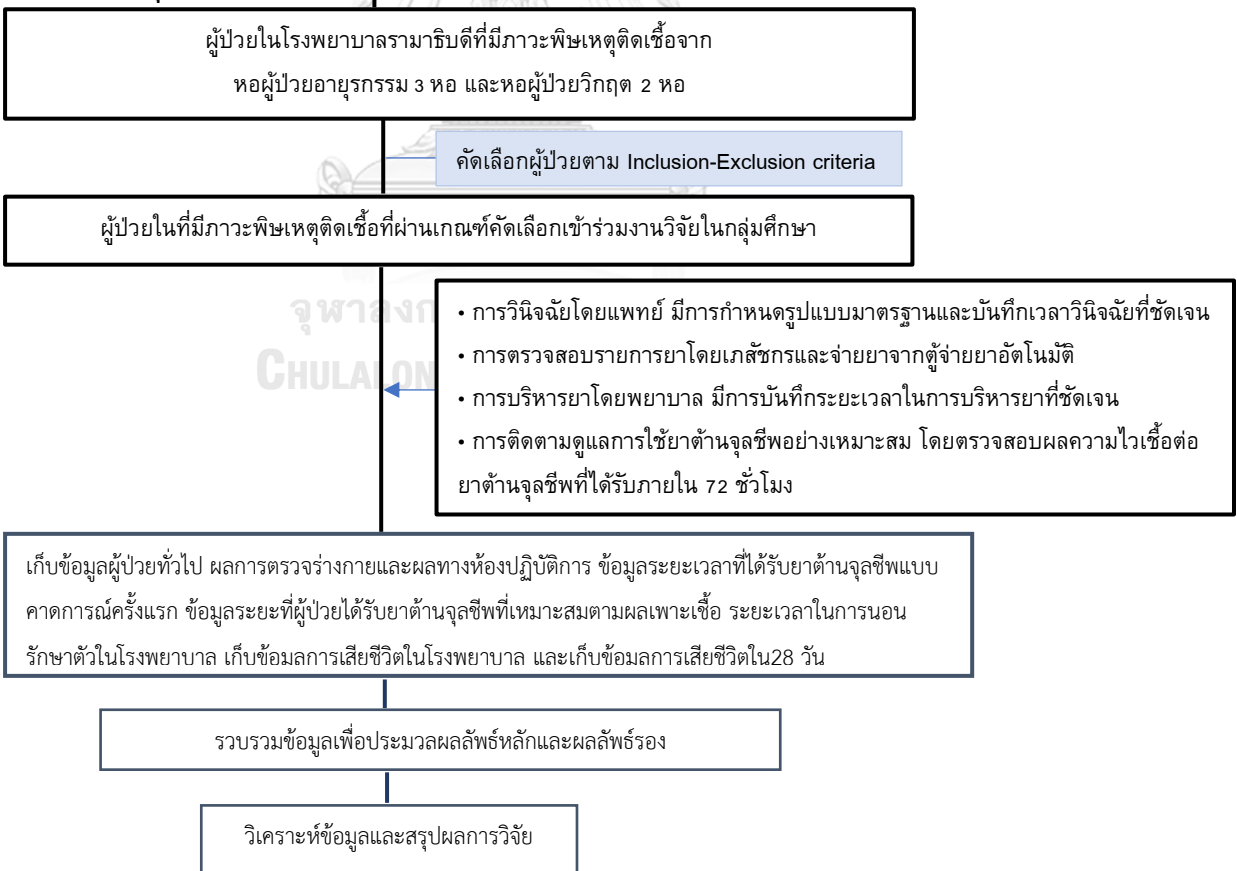 ผู้ป่วยในโรงพยาบาลรามาธิบดีที่มีภาวะพิษเหตุติดเชื้อจาก
หอผู้ป่วยอายุรกรรม 3 หอ และหอผู้ป่วยวิกฤต 2 หอ
คัดเลือกผู้ป่วยตาม Inclusion-Exclusion criteria
ผู้ป่วยในที่มีภาวะพิษเหตุติดเชื้อที่ผ่านเกณฑ์คัดเลือกเข้าร่วมงานวิจัยในกลุ่มศึกษา
• การวินิจฉัยโดยแพทย์ มีการกำหนดรูปแบบมาตรฐานและบันทึกเวลาวินิจฉัยที่ชัดเจน
• การตรวจสอบรายการยาโดยเภสัชกรและจ่ายยาจากตู้จ่ายยาอัตโนมัติ
• การบริหารยาโดยพยาบาล มีการบันทึกระยะเวลาในการบริหารยาที่ชัดเจน
• การติดตามดูแลการใช้ยาต้านจุลชีพอย่างเหมาะสม โดยตรวจสอบผลความไวเชื้อต่อ
ยาต้านจุลชีพที่ได้รับภายใน 72 ชั่วโมง
เก็บข้อมูลผู้ป่วยทั่วไป ผลการตรวจร่างกายและผลทางห้องปฏิบัติการ ข้อมูลระยะเวลาที่ได้รับยาต้านจุลชีพแบบ
คาดการณ์ครั้งแรก ข้อมูลระยะที่ผู้ป่วยได้รับยาต้านจุลชีพที่เหมาะสมตามผลเพาะเชื้อ ระยะเวลาในการนอน
รักษาตัวในโรงพยาบาล เก็บข้อมูลการเสียชีวิตในโรงพยาบาล และเก็บข้อมูลการเสียชีวิตใน28 วัน
รวบรวมข้อมูลเพื่อประมวลผลลัพธ์หลักและผลลัพธ์รอง
วิเคราะห์ข้อมูลและสรุปผลการวิจัย